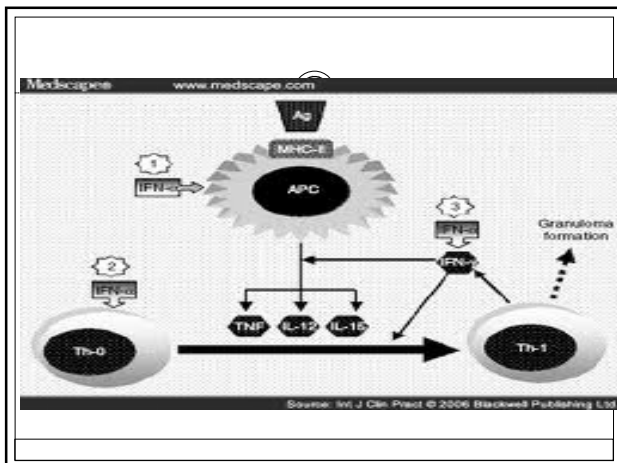 Medscape® www.medscape.com
Ag
MHC-II
1
APC
IFN-α
3
IFN-α
Granuloma
formation
2
IFN-α
TNF IL-12 IL-15
Th-0
Th-1
Source: Int J Clin Pract © 2006 Blackwell Publishing Ltd